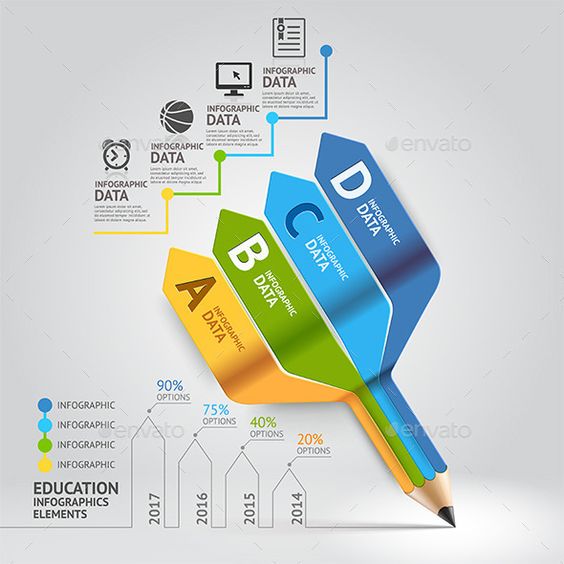 INFOGRAPHIC
DATA
INFOGRAPHIC
DATA
INFOGRAPHIC
DATA
INFOGRAPHIC
DATA
envato
envato
D
INFOGRAPHIC
DATA
C
INFOGRAPHIC
DATA
B
INFOGRAPHIC
DATA
A
INFOGRAPHIC
DATA
90%
OPTIONS
75%
OPTIONS
40%
OPTIONS
20%
OPTIONS
INFOGRAPHIC
INFOGRAPHIC
INFOGRAPHIC
INFOGRAPHIC
envato
envato
EDUCATION
INFOGRAPHICS
ELEMENTS
2017
2016
2015
2014